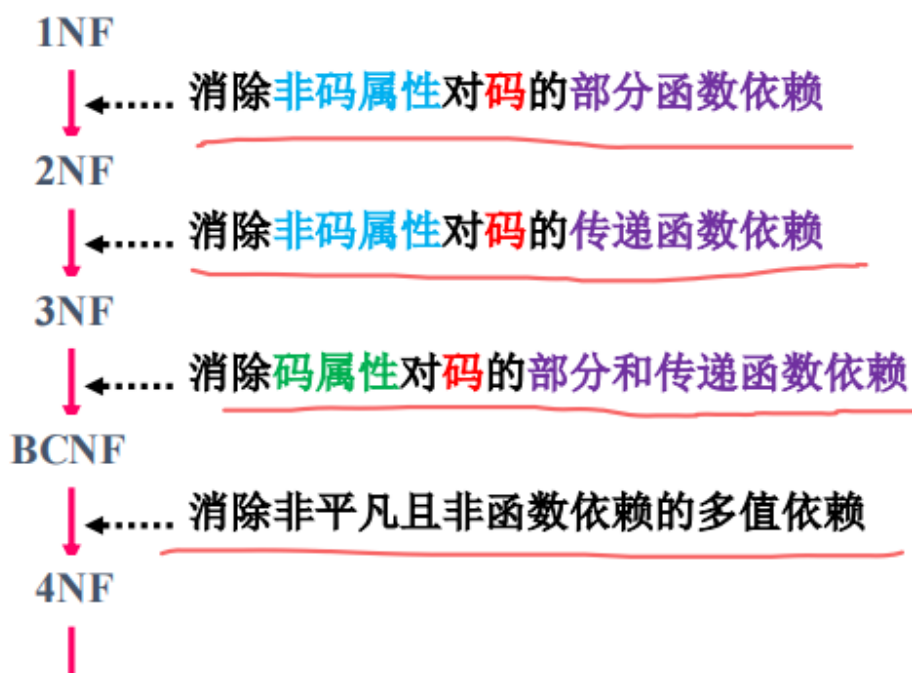 1NF
消除非码属性对码的部分函数依赖
2NF
消除非码属性对码的传递函数依赖
3NF
消除码属性对码的部分和传递函数依赖
BCNF
消除非平凡且非函数依赖的多值依赖
4NF